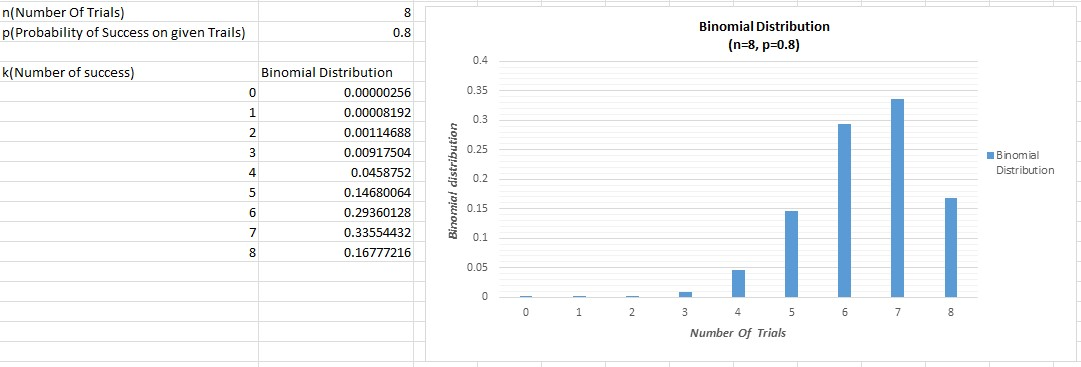 n(Number Of Trials) 8
p(Probability of Success on given Trails) 0.8
k(Number of success) Binomial Distribution
0 0.00000256
1 0.00008192
2 0.00114688
3 0.00917504
4 0.0458752
5 0.14680064
6 0.29360128
7 0.33554432
8 0.16777216
Binomial Distribution
(n=8, p=0.8)
0.4
0.35
0.3
0.25
0.2
0.15
0.1
0.05
0
Binomial distribution
0 1 2 3 4 5 6 7 8
Number Of Trials
Binomial
Distribution